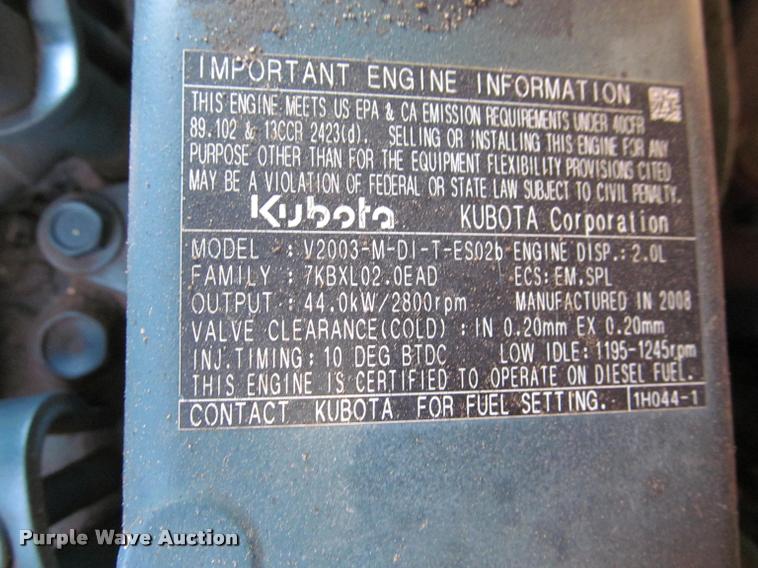 IMPORTANT ENGINE INFORMATION
THIS ENGINE MEETS US EPA & CA EMISSION REQUIREMENTS UNDER 40CFR
89.102 & 13CCR 2423(d). SELLING OR INSTALLING THIS ENGINE FOR ANY
PURPOSE OTHER THAN FOR THE EQUIPMENT FLEXIBILITY PROVISIONS CITED
MAY BE A VIOLATION OF FEDERAL OR STATE LAW SUBJECT TO CIVIL PENALTY.
Kubota KUBOTA Corporation
MODEL : V2003-M-DI-T-ES02b ENGINE DISP.: 2.0L
FAMILY : 7KBXL02.0EAD ECS: EM,SPL
OUTPUT : 44.0kW/2800rpm MANUFACTURED IN 2008
VALVE CLEARANCE(COLD) : IN 0.20mm EX 0.20mm
INJ.TIMING: 10 DEG BTDC LOW IDLE: 1195-1245rpm
THIS ENGINE IS CERTIFIED TO OPERATE ON DIESEL FUEL.
CONTACT KUBOTA FOR FUEL SETTING. 1H044-1
Purple Wave Auction